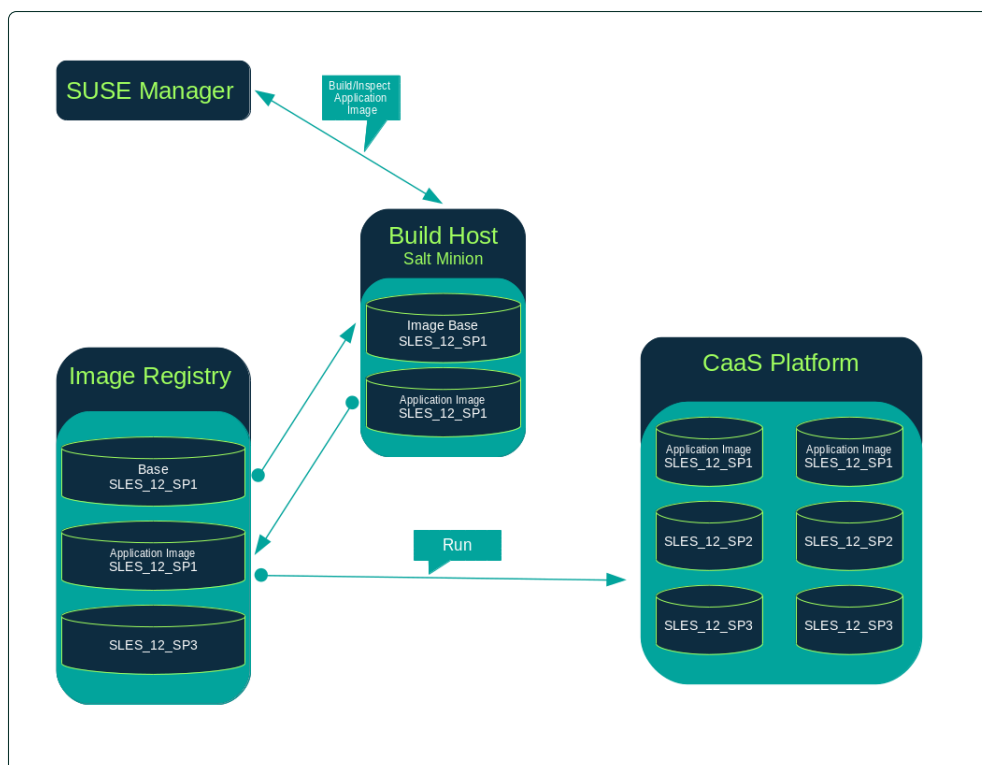 SUSE Manager
Build/Inspect
Application
Image
Build Host
Salt Minion
Image Base
SLES_12_SP1
Application Image
SLES_12_SP1
Image Registry
Base
SLES_12_SP1
Application Image
SLES_12_SP1
SLES_12_SP3
Run
CaaS Platform
Application Image
SLES_12_SP1
Application Image
SLES_12_SP1
SLES_12_SP2
SLES_12_SP2
SLES_12_SP3
SLES_12_SP3